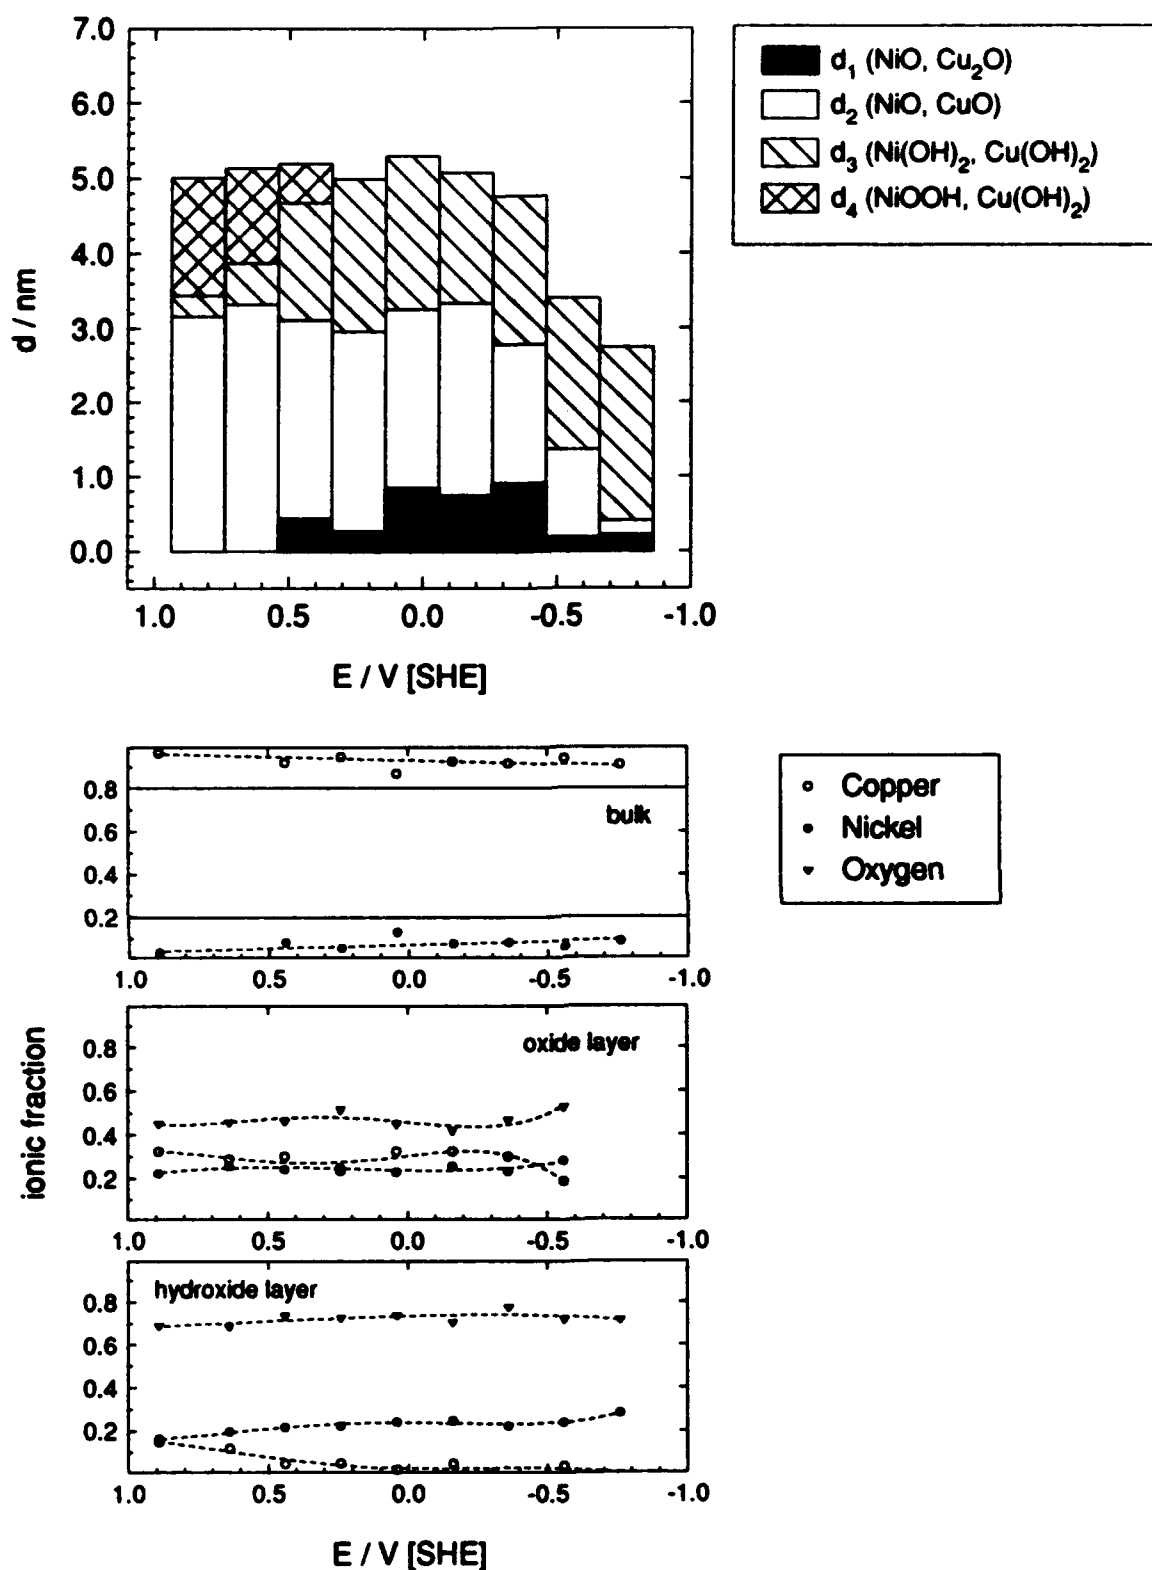 7.0
6.0
5.0
4.0
3.0
2.0
1.0
0.0
d / nm
1.0 0.5 0.0 -0.5 -1.0
E / V [SHE]
d1 (NiO, Cu2O)
d2 (NiO, CuO)
d3 (Ni(OH)2, Cu(OH)2)
d4 (NiOOH, Cu(OH)2)
0.8
0.6
0.4
0.2
bulk
1.0 0.5 0.0 -0.5 -1.0
Copper
Nickel
Oxygen
ionic fraction
0.8
0.6
0.4
0.2
oxide layer
1.0 0.5 0.0 -0.5 -1.0
hydroxide layer
0.8
0.6
0.4
0.2
1.0 0.5 0.0 -0.5 -1.0
E / V [SHE]